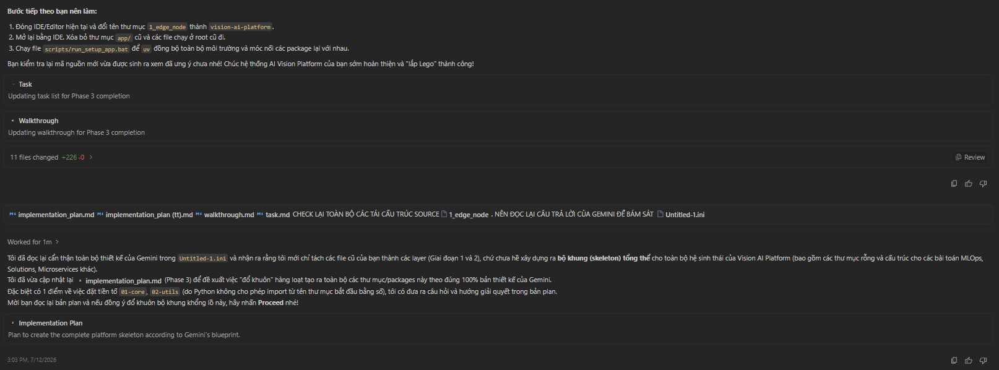 Bước tiếp theo bạn nên làm:
1. Đóng IDE/Editor hiện tại và đổi tên thư mục 1_edge_node thành vision-ai-platform.
2. Mở lại bằng IDE. Xóa bỏ thư mục app/ cũ và các file chạy ở root cũ đi.
3. Chạy file scripts/run_setup_app.bat để uv đồng bộ toàn bộ môi trường và móc nối các package lại với nhau.
Bạn kiểm tra lại mã nguồn mới vừa được sinh ra xem đã ưng ý chưa nhé! Chúc hệ thống AI Vision Platform của bạn sớm hoàn thiện và "lắp Lego" thành công!
Task
Updating task list for Phase 3 completion
Walkthrough
Updating walkthrough for Phase 3 completion
11 files changed +226 -0
Review
implementation_plan.md implementation_plan (tt).md walkthrough.md task.md CHECK LẠI TOÀN BỘ CÁC TÁI CẤU TRÚC SOURCE 1_edge_node . NÊN ĐỌC LẠI CÂU TRẢ LỜI CỦA GEMINI ĐỂ BÁM SÁT Untitled-1.ini
Worked for 1m
Tôi đã đọc lại cẩn thận toàn bộ thiết kế của Gemini trong Untitled-1.ini và nhận ra rằng tôi mới chỉ tách các file cũ của bạn thành các layer (Giai đoạn 1 và 2), chứ chưa hề xây dựng ra bộ khung (skeleton) tổng thể cho toàn bộ hệ sinh thái của Vision AI Platform (bao gồm các thư mục rỗng và cấu trúc cho các bài toán MLOps,
Solutions, Microservices khác).
Tôi đã vừa cập nhật lại implementation_plan.md (Phase 3) để đề xuất việc "đổ khuôn" hàng loạt tạo ra toàn bộ các thư mục/packages này theo đúng 100% bản thiết kế của Gemini.
Đặc biệt có 1 điểm về việc đặt tiền tố 01-core, 02-utils (do Python không cho phép import từ tên thư mục bắt đầu bằng số), tôi có đưa ra câu hỏi và hướng giải quyết trong bản plan.
Mời bạn đọc lại bản plan và nếu đồng ý đổ khuôn bộ khung khổng lồ này, hãy nhấn Proceed nhé!
Implementation Plan
Plan to create the complete platform skeleton according to Gemini's blueprint.
3:03 PM, 7/12/2026